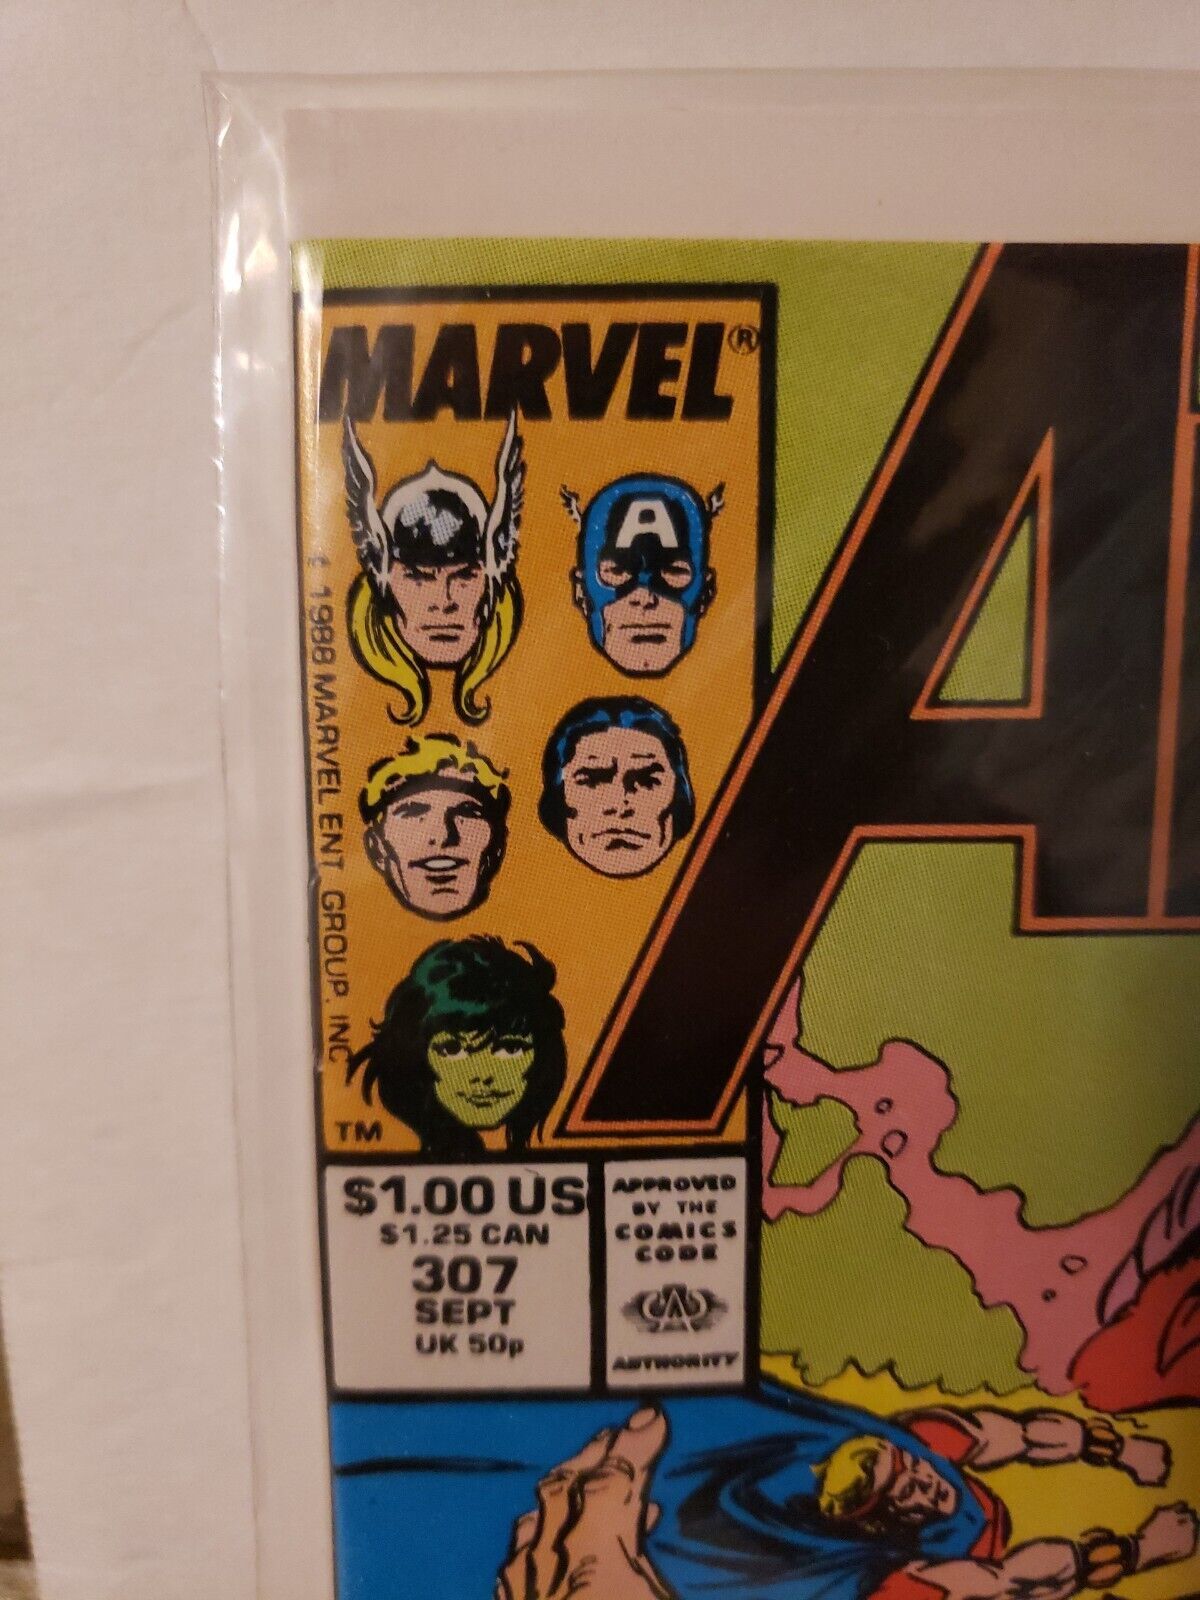 MARVEL®
A
A
¢ 1988 MARVEL ENT. GROUP. INC
TM
$1.00 US
$1.25 CAN
307
SEPT
UK 50p
APPROVED
BY THE
COMICS
CODE
A
AUTHORITY